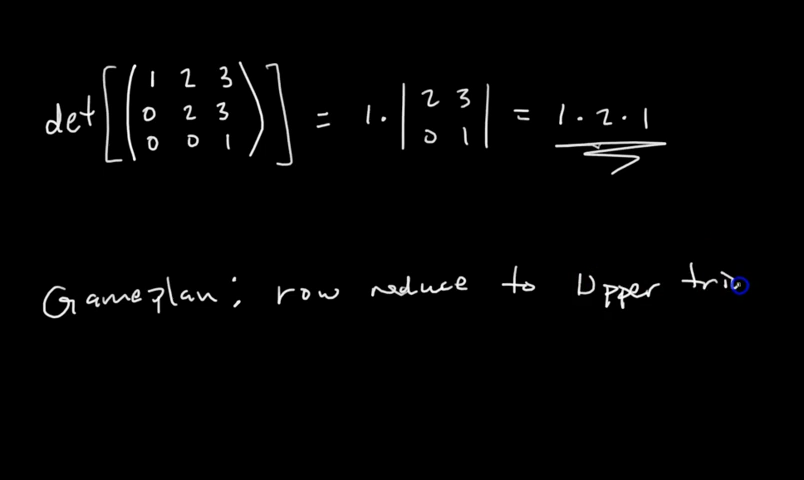 det[(1 2 3
0 2 3
0 0 1)] = 1·|2 3
0 1| = 1·2·1
Gameplan: row reduce to Upper tri